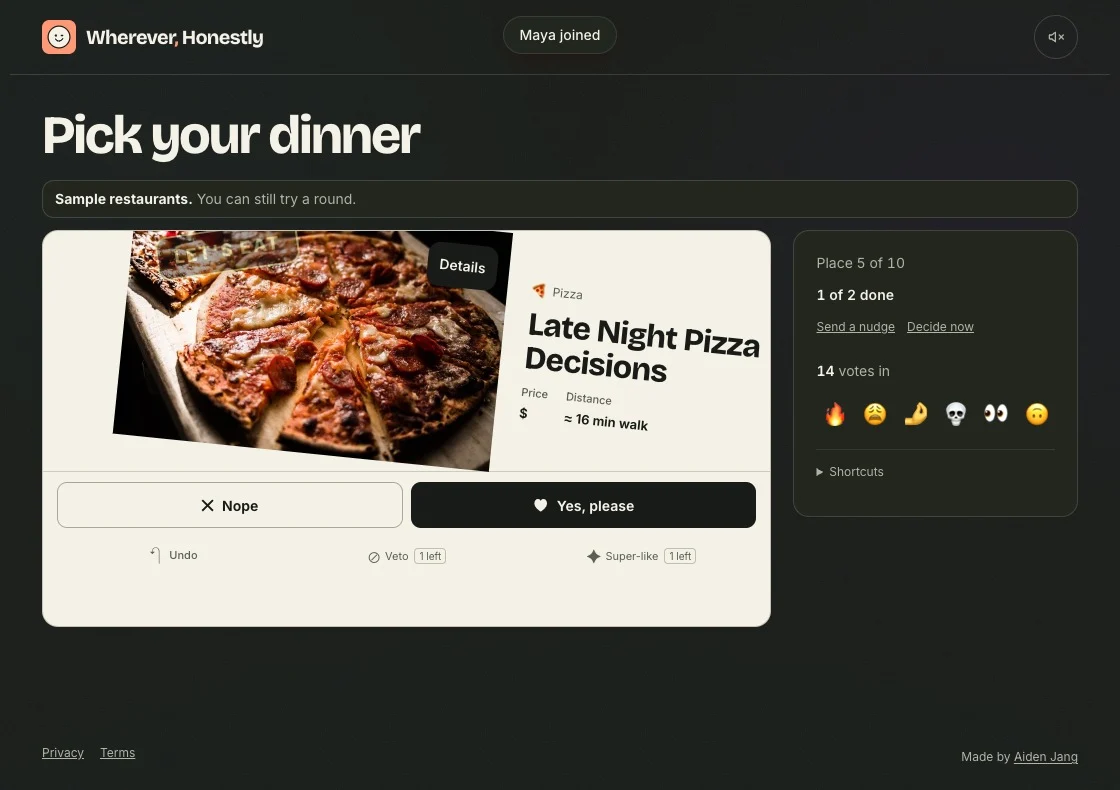 Wherever, Honestly
Maya joined
Pick your dinner
Sample restaurants. You can still try a round.
LET'S EAT
Details
🍕 Pizza
Late Night Pizza
Decisions
Price Distance
$ ≈ 16 min walk
Nope
Yes, please
Undo
Veto 1 left
Super-like 1 left
Place 5 of 10
1 of 2 done
Send a nudge Decide now
14 votes in
🔥 😩 🤌 💀 👀 🙃
Shortcuts
Privacy Terms
Made by Aiden Jang